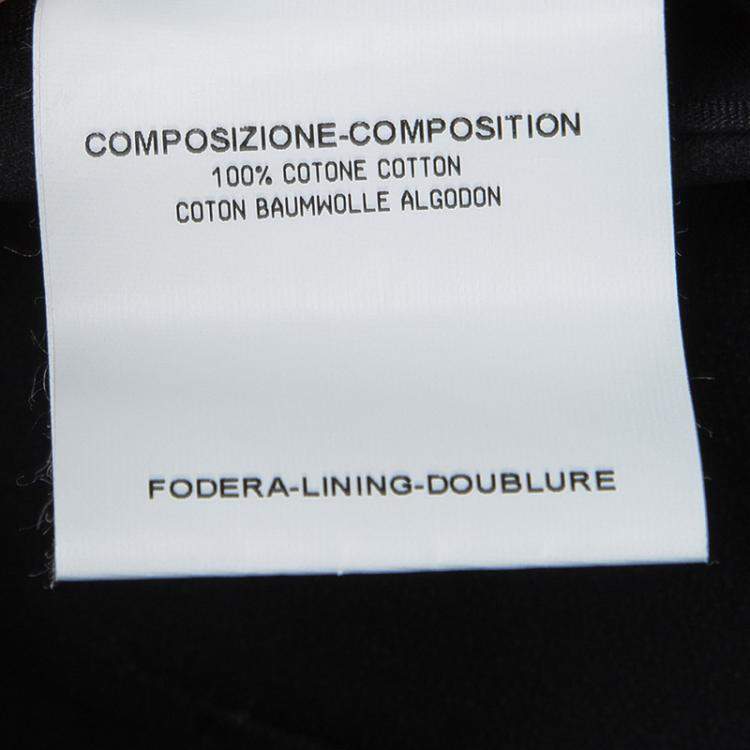 COMPOSIZIONE-COMPOSITION
100% COTONE COTTON
COTON BAUMWOLLE ALGODON
FODERA-LINING-DOUBLURE